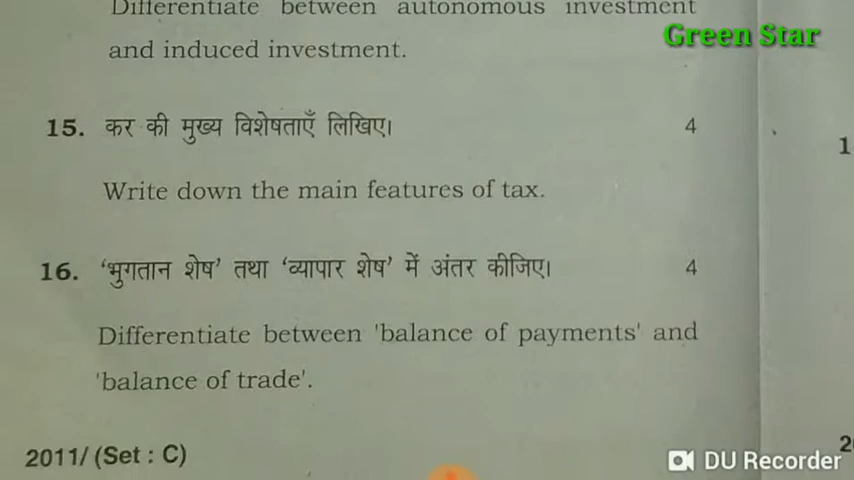 Differentiate between autonomous investment
and induced investment.
Green Star
15. कर की मुख्य विशेषताएँ लिखिए। 4
Write down the main features of tax.
16. 'भुगतान शेष' तथा 'व्यापार शेष' में अंतर कीजिए। 4
Differentiate between 'balance of payments' and
'balance of trade'.
2011/ (Set : C)
DU Recorder
1
2